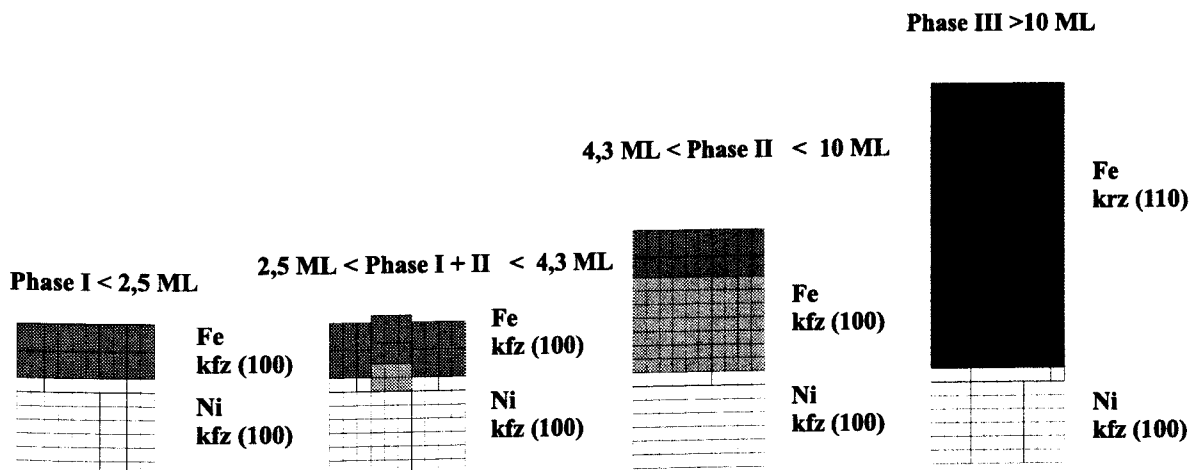 Phase III >10 ML
4,3 ML < Phase II < 10 ML
Fe
krz (110)
2,5 ML < Phase I + II < 4,3 ML
Phase I < 2,5 ML
Fe
kfz (100)
Fe
kfz (100)
Fe
kfz (100)
Ni
kfz (100)
Ni
kfz (100)
Ni
kfz (100)
Ni
kfz (100)